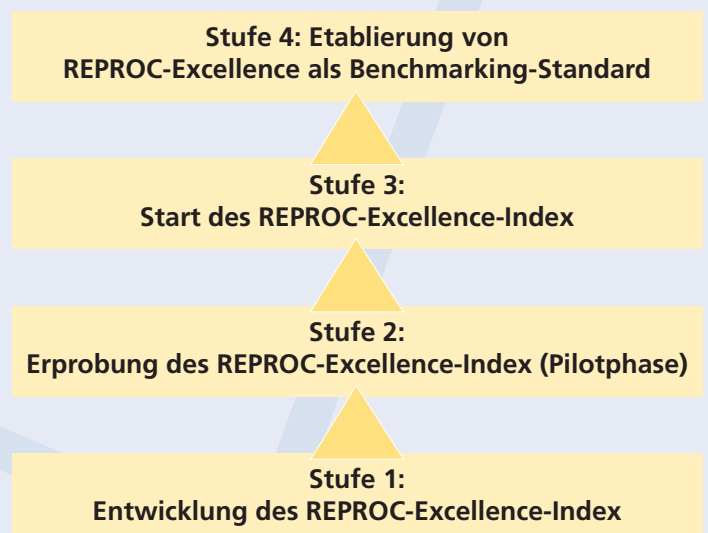 Stufe 4: Etablierung von
REPROC-Excellence als Benchmarking-Standard
Stufe 3:
Start des REPROC-Excellence-Index
Stufe 2:
Erprobung des REPROC-Excellence-Index (Pilotphase)
Stufe 1:
Entwicklung des REPROC-Excellence-Index